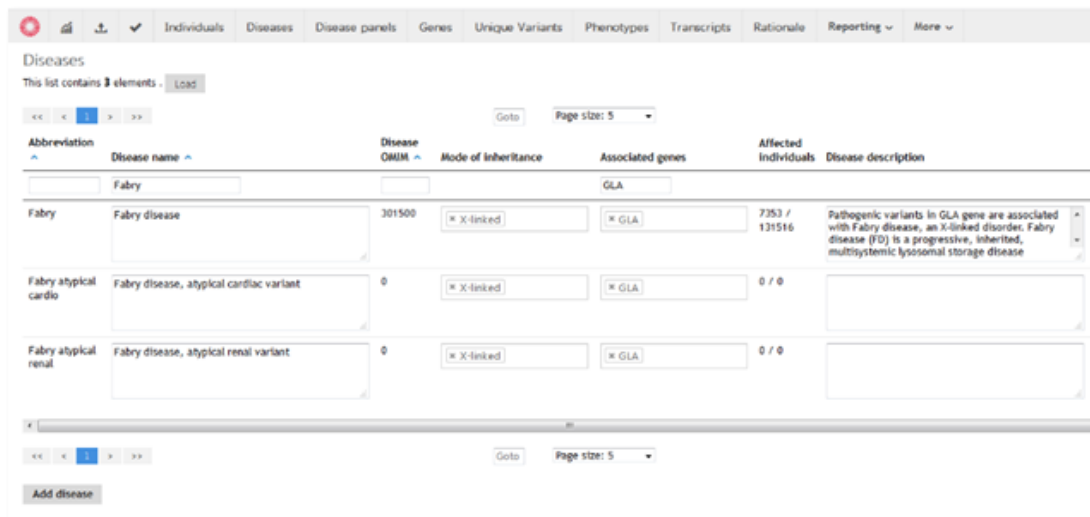 Individuals Diseases Disease panels Genes Unique Variants Phenotypes Transcripts Rationale Reporting More
Diseases
This list contains 3 elements . Load
<< < 1 > >> Goto Page size: 5
Abbreviation Disease name Disease OMIM Mode of inheritance Associated genes Affected individuals Disease description
Fabry GLA
Fabry Fabry disease 301500 × X-linked × GLA 7353 / 131516 Pathogenic variants in GLA gene are associated
with Fabry disease, an X-linked disorder. Fabry
disease (FD) is a progressive, inherited,
multisystemic lysosomal storage disease
Fabry atypical cardio Fabry disease, atypical cardiac variant 0 × X-linked × GLA 0 / 0
Fabry atypical renal Fabry disease, atypical renal variant 0 × X-linked × GLA 0 / 0
<< < 1 > >> Goto Page size: 5
Add disease